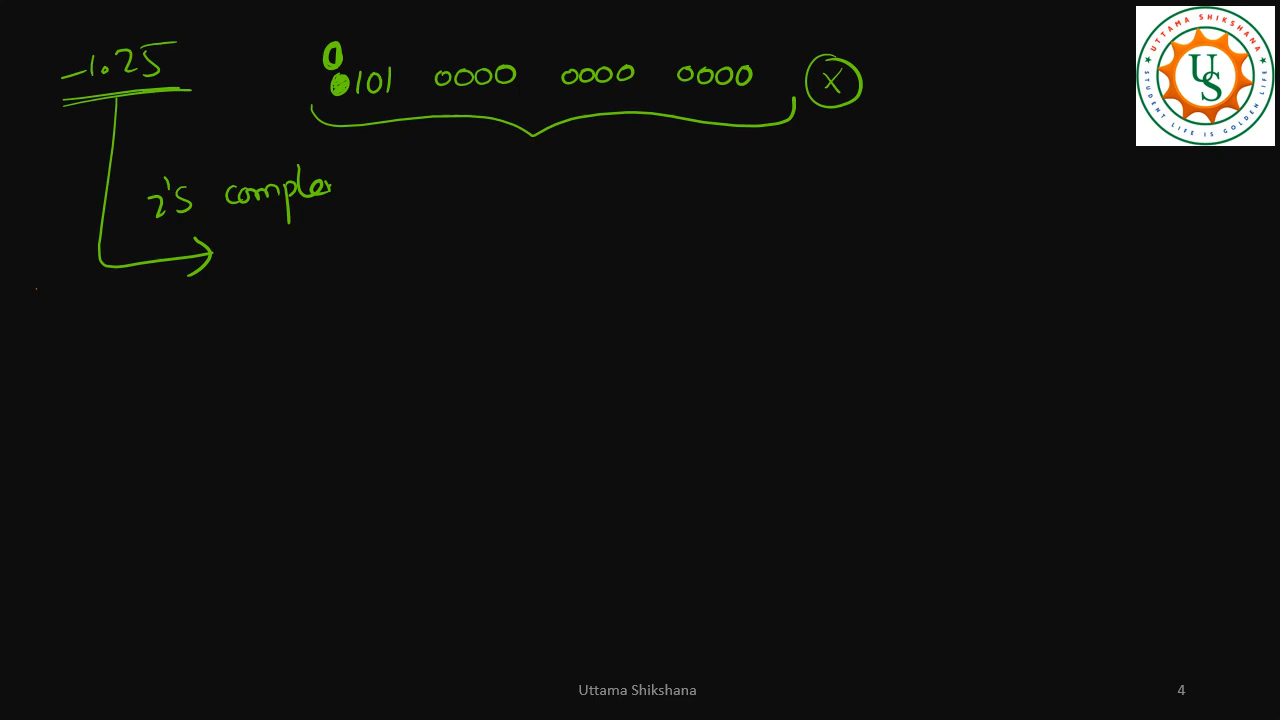 -1.25
0
101 0000 0000 0000 X
2's comple
UTTAMA SHIKSHANA
US
STUDENT LIFE IS GOLDEN LIFE
Uttama Shikshana
4